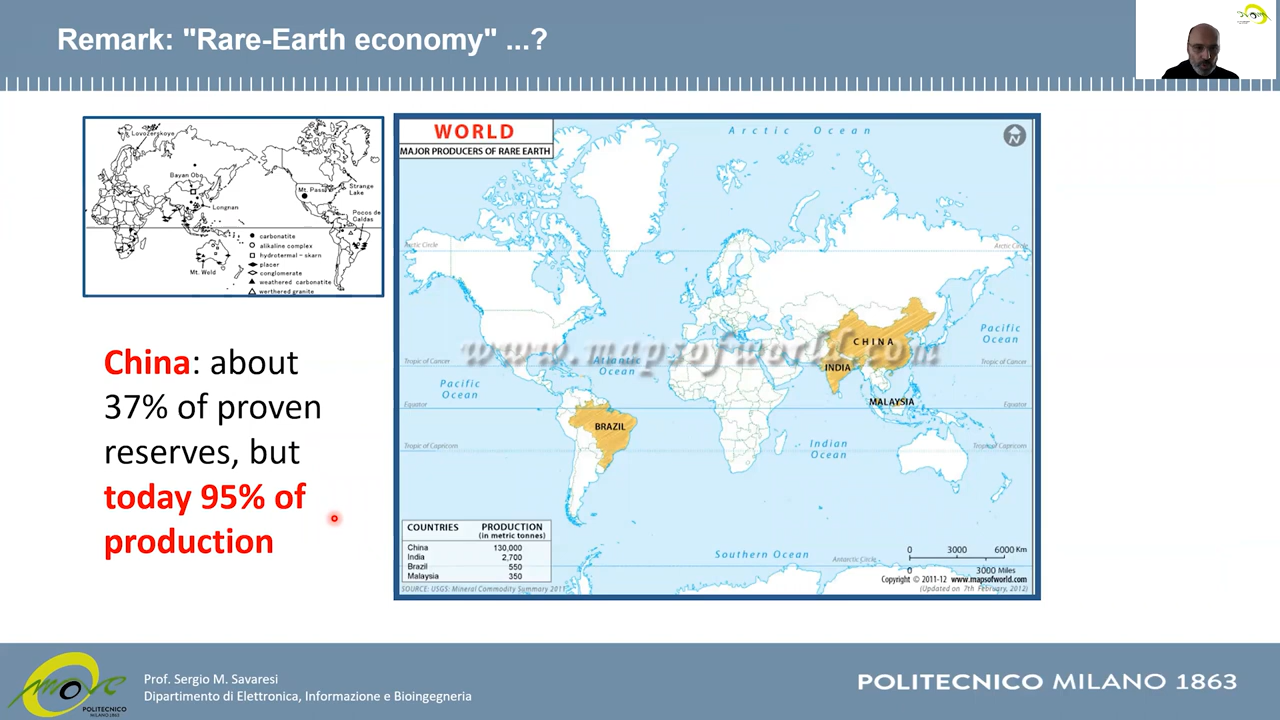 Remark: "Rare-Earth economy" ...?
Lovozerskoye
Bayan Obo
Mt. Pass
Strange
Lake
Longnan
Pocos de
Caldas
Mt. Weld
carbonatite
alikaline complex
hydrotermal - skarn
placer
conglomerate
weathered carbonatite
werthered granite
China: about
37% of proven
reserves, but
today 95% of
production
WORLD
MAJOR PRODUCERS OF RARE EARTH
Arctic Ocean
N
Arctic Circle
Arctic Circle
Pacific
Ocean
CHINA
www.mapsofworld.com
Tropic of Cancer
Atlantic
Ocean
Tropic of Cancer
INDIA
Pacific
Ocean
MALAYSIA
Equator
Equator
BRAZIL
Tropic of Capricorn
Indian
Ocean
Tropic of Capricorn
COUNTRIES PRODUCTION
(in metric tonnes)
China 130,000
India 2,700
Brazil 550
Malaysia 350
SOURCE: USGS: Mineral Commodity Summary 2011
Southern Ocean
Antarctic Circle
0 3000 6000 Km
0 3000 Miles
Copyright © 2011-12 www.mapsofworld.com
(Updated on 7th February, 2012)
move
POLITECNICO
MILANO 1863
Prof. Sergio M. Savaresi
Dipartimento di Elettronica, Informazione e Bioingegneria
POLITECNICO MILANO 1863